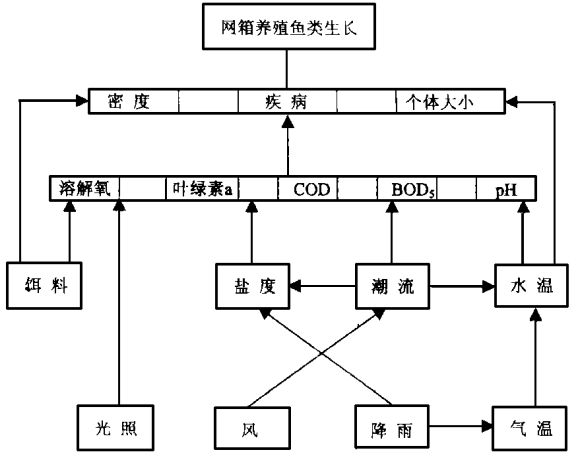 网箱养殖鱼类生长
密度 疾病 个体大小
溶解氧 叶绿素a COD BOD₅ pH
饵料 盐度 潮流 水温
光照 风 降雨 气温